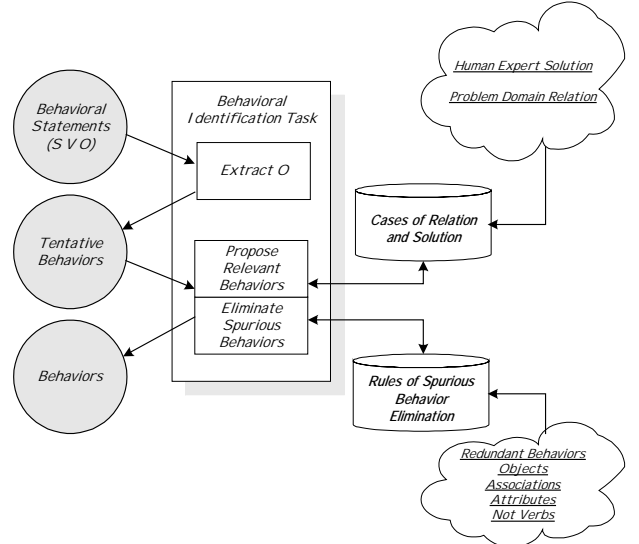 Human Expert Solution
Problem Domain Relation
Behavioral
Statements
(S V O)
Behavioral
Identification Task
Extract O
Cases of Relation
and Solution
Tentative
Behaviors
Propose
Relevant
Behaviors
Eliminate
Spurious
Behaviors
Behaviors
Rules of Spurious
Behavior
Elimination
Redundant Behaviors
Objects
Associations
Attributes
Not Verbs